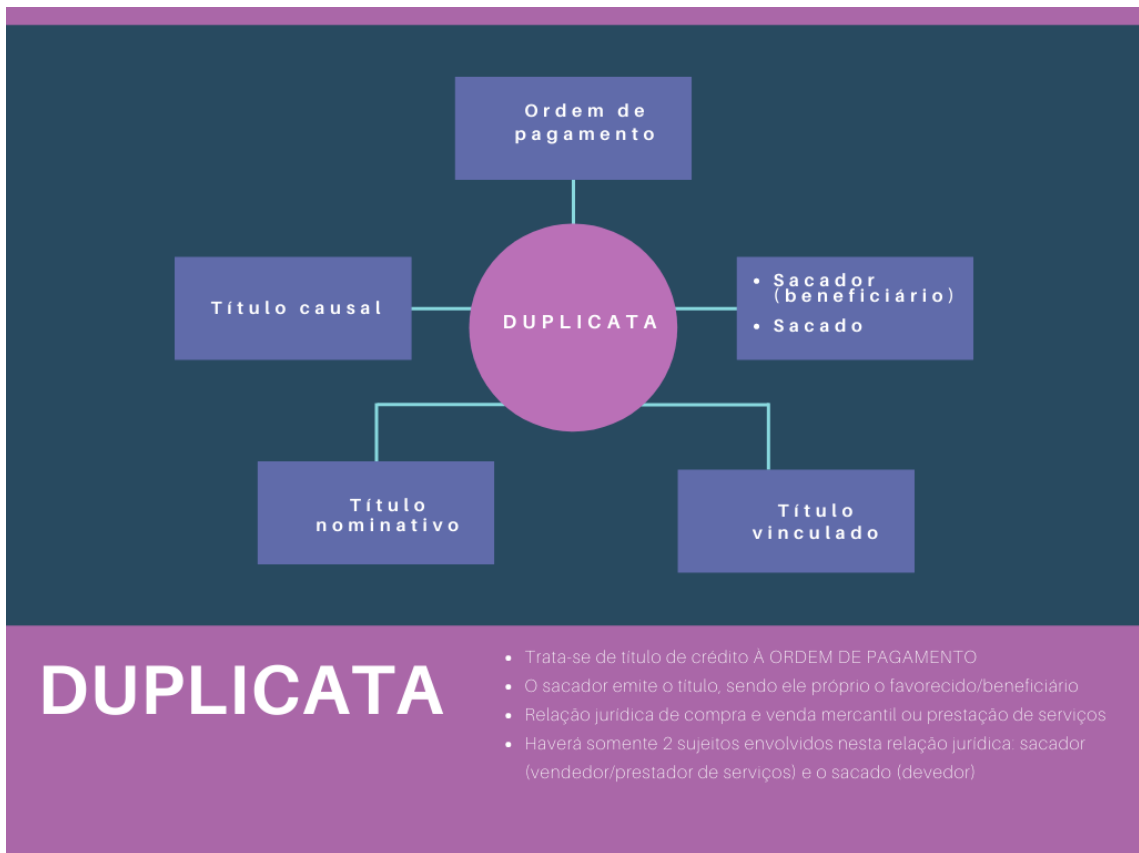 Ordem de
pagamento
Título causal
DUPLICATA
• Sacador
(beneficiário)
• Sacado
Título
nominativo
Título
vinculado
DUPLICATA
• Trata-se de título de crédito À ORDEM DE PAGAMENTO
• O sacador emite o título, sendo ele próprio o favorecido/beneficiário
• Relação jurídica de compra e venda mercantil ou prestação de serviços
• Haverá somente 2 sujeitos envolvidos nesta relação jurídica: sacador
(vendedor/prestador de serviços) e o sacado (devedor)